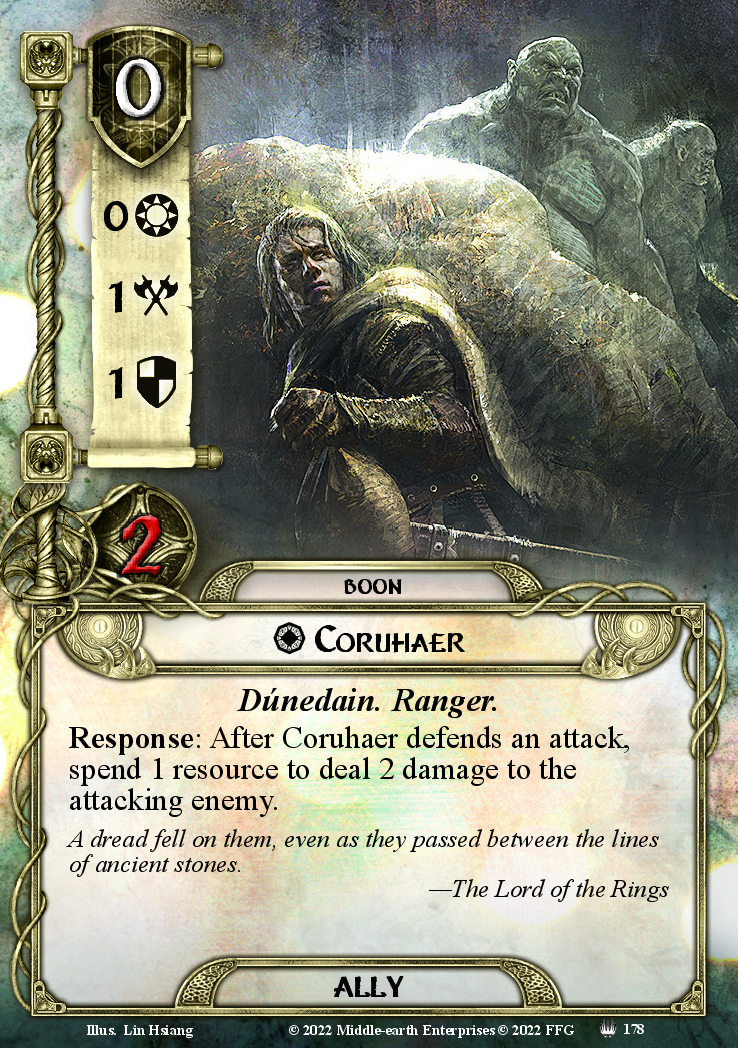 0
0
1
1
2
BOON
CORUHAER
Dúnedain. Ranger.
Response: After Coruhaer defends an attack,
spend 1 resource to deal 2 damage to the
attacking enemy.
A dread fell on them, even as they passed between the lines
of ancient stones.
—The Lord of the Rings
ALLY
Illus. Lin Hsiang © 2022 Middle-earth Enterprises © 2022 FFG 178